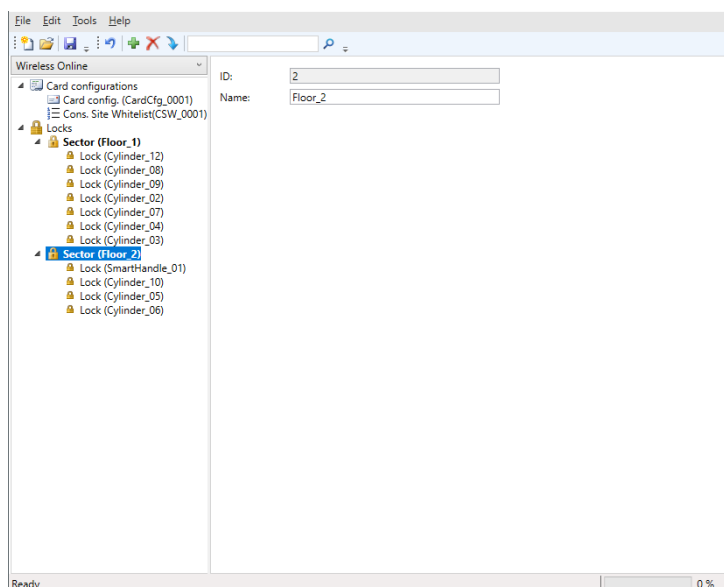 File Edit Tools Help
Wireless Online
Card configurations
Card config. (CardCfg_0001)
Cons. Site Whitelist(CSW_0001)
Locks
Sector (Floor_1)
Lock (Cylinder_12)
Lock (Cylinder_08)
Lock (Cylinder_09)
Lock (Cylinder_02)
Lock (Cylinder_07)
Lock (Cylinder_04)
Lock (Cylinder_03)
Sector (Floor_2)
Lock (SmartHandle_01)
Lock (Cylinder_10)
Lock (Cylinder_05)
Lock (Cylinder_06)
ID: 2
Name: Floor_2
Ready 0 %